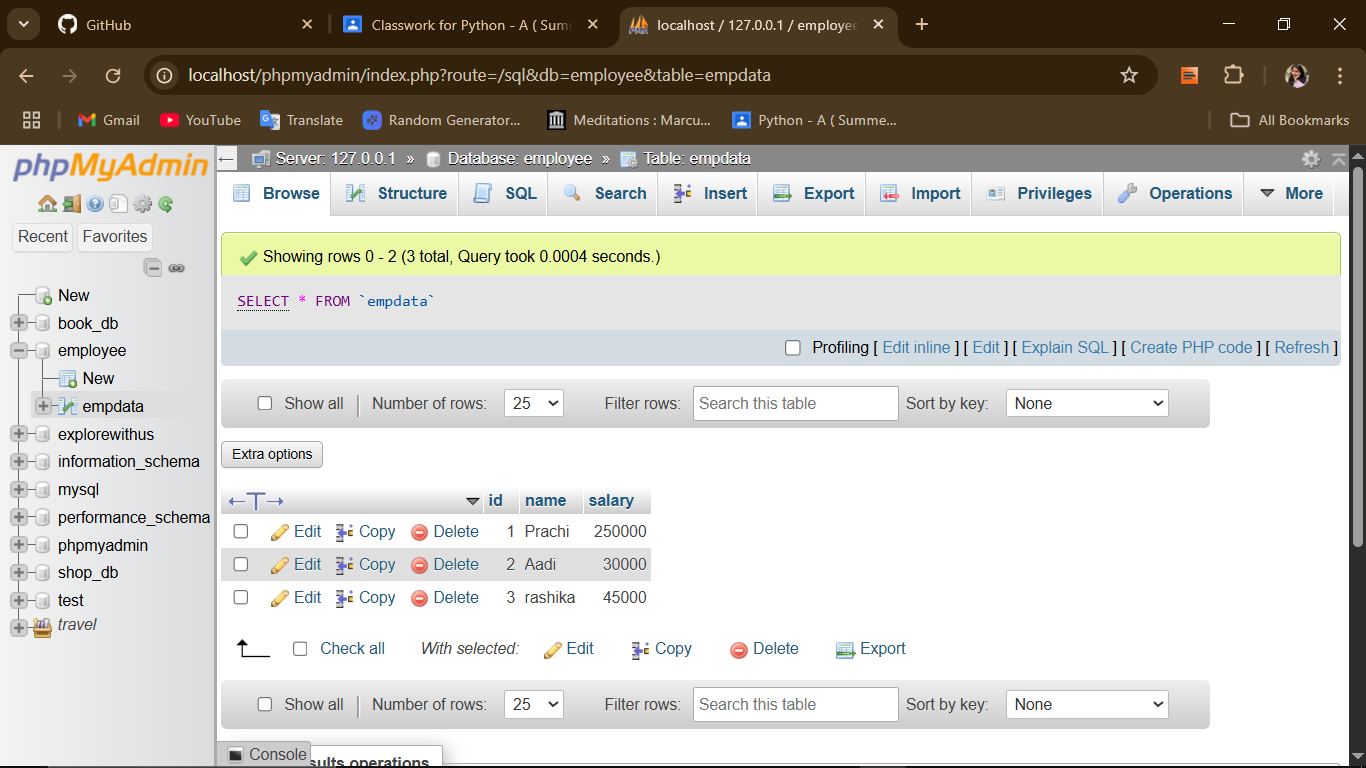 GitHub
Classwork for Python - A ( Sum
localhost / 127.0.0.1 / employee
localhost/phpmyadmin/index.php?route=/sql&db=employee&table=empdata
Gmail
YouTube
Translate
Random Generator...
Meditations : Marcu...
Python - A ( Summe...
All Bookmarks
phpMyAdmin
Recent
Favorites
New
book_db
employee
New
empdata
explorewithus
information_schema
mysql
performance_schema
phpmyadmin
shop_db
test
travel
Server: 127.0.0.1 » Database: employee » Table: empdata
Browse Structure SQL Search Insert Export Import Privileges Operations More
Showing rows 0 - 2 (3 total, Query took 0.0004 seconds.)
SELECT * FROM `empdata`
Profiling [ Edit inline ] [ Edit ] [ Explain SQL ] [ Create PHP code ] [ Refresh ]
Show all | Number of rows: 25 Filter rows: Search this table Sort by key: None
Extra options
←T→ id name salary
Edit Copy Delete 1 Prachi 250000
Edit Copy Delete 2 Aadi 30000
Edit Copy Delete 3 rashika 45000
Check all With selected: Edit Copy Delete Export
Show all | Number of rows: 25 Filter rows: Search this table Sort by key: None
Console
operations